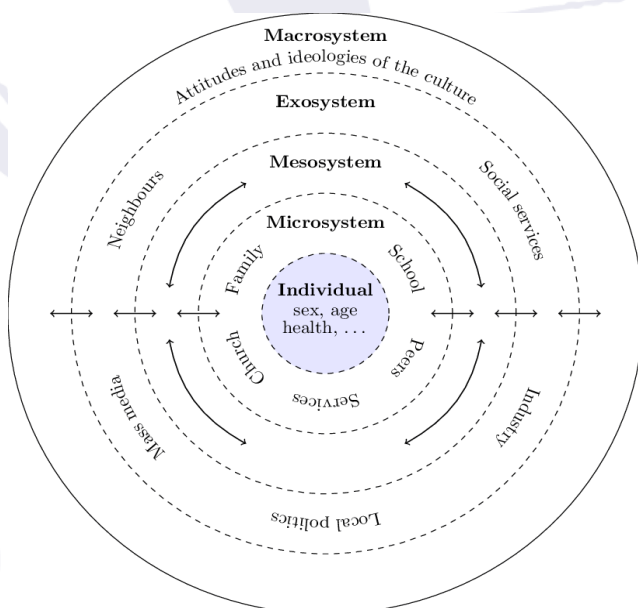 Macrosystem
Attitudes and ideologies of the culture
Exosystem
Mesosystem
Neighbours
Social services
Microsystem
Family
School
Individual
sex, age
health, . . .
Church
Peers
Services
Mass media
Industry
Local politics